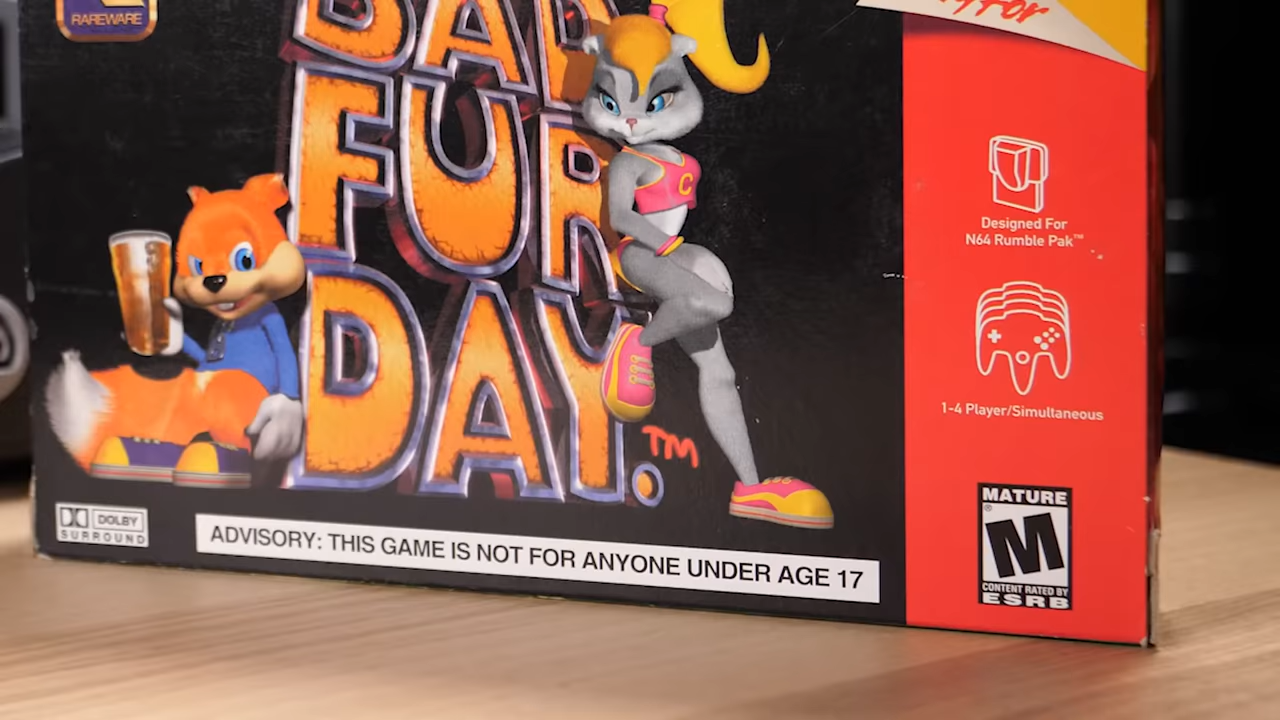 RAREWARE
BAD
FUR
DAY.
TM
C
Designed For
N64 Rumble Pak™
1-4 Player/Simultaneous
MATURE
M
®
CONTENT RATED BY
ESRB
DOLBY
SURROUND
ADVISORY: THIS GAME IS NOT FOR ANYONE UNDER AGE 17